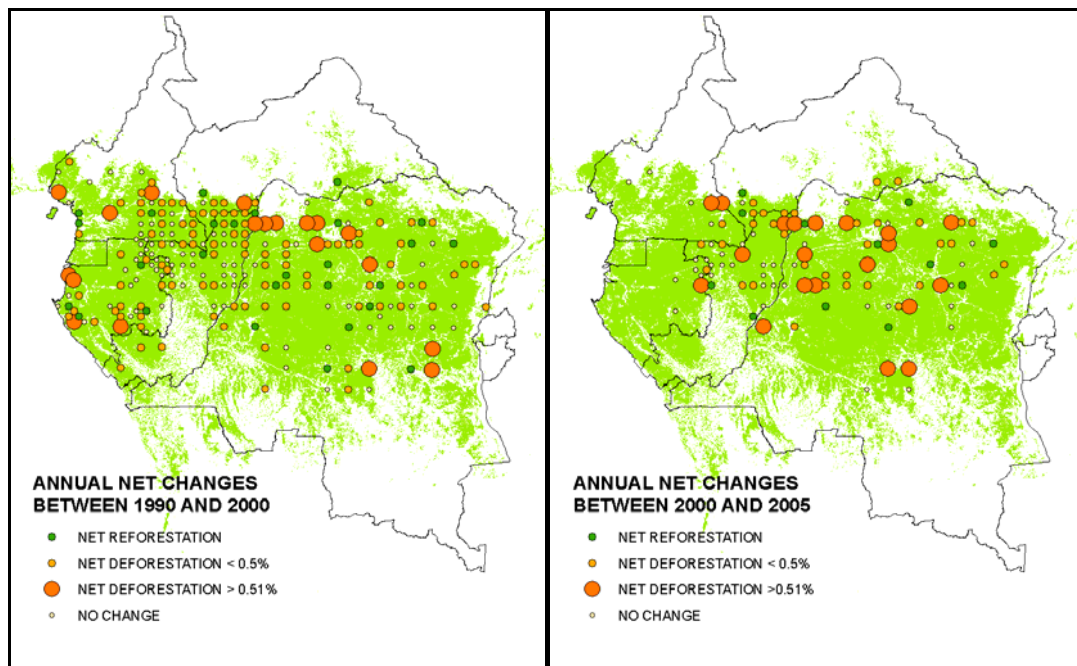 ANNUAL NET CHANGES
BETWEEN 1990 AND 2000
NET REFORESTATION
NET DEFORESTATION < 0.5%
NET DEFORESTATION > 0.51%
NO CHANGE
ANNUAL NET CHANGES
BETWEEN 2000 AND 2005
NET REFORESTATION
NET DEFORESTATION < 0.5%
NET DEFORESTATION >0.51%
NO CHANGE